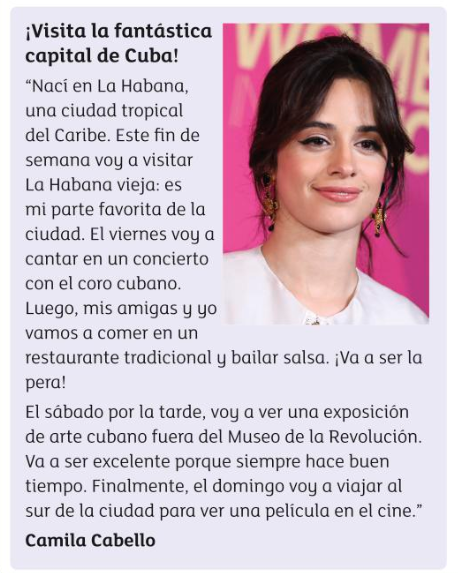 ¡Visita la fantástica
capital de Cuba!
“Nací en La Habana,
una ciudad tropical
del Caribe. Este fin de
semana voy a visitar
La Habana vieja: es
mi parte favorita de la
ciudad. El viernes voy a
cantar en un concierto
con el coro cubano.
Luego, mis amigas y yo
vamos a comer en un
restaurante tradicional y bailar salsa. ¡Va a ser la
pera!
El sábado por la tarde, voy a ver una exposición
de arte cubano fuera del Museo de la Revolución.
Va a ser excelente porque siempre hace buen
tiempo. Finalmente, el domingo voy a viajar al
sur de la ciudad para ver una película en el cine.”
Camila Cabello